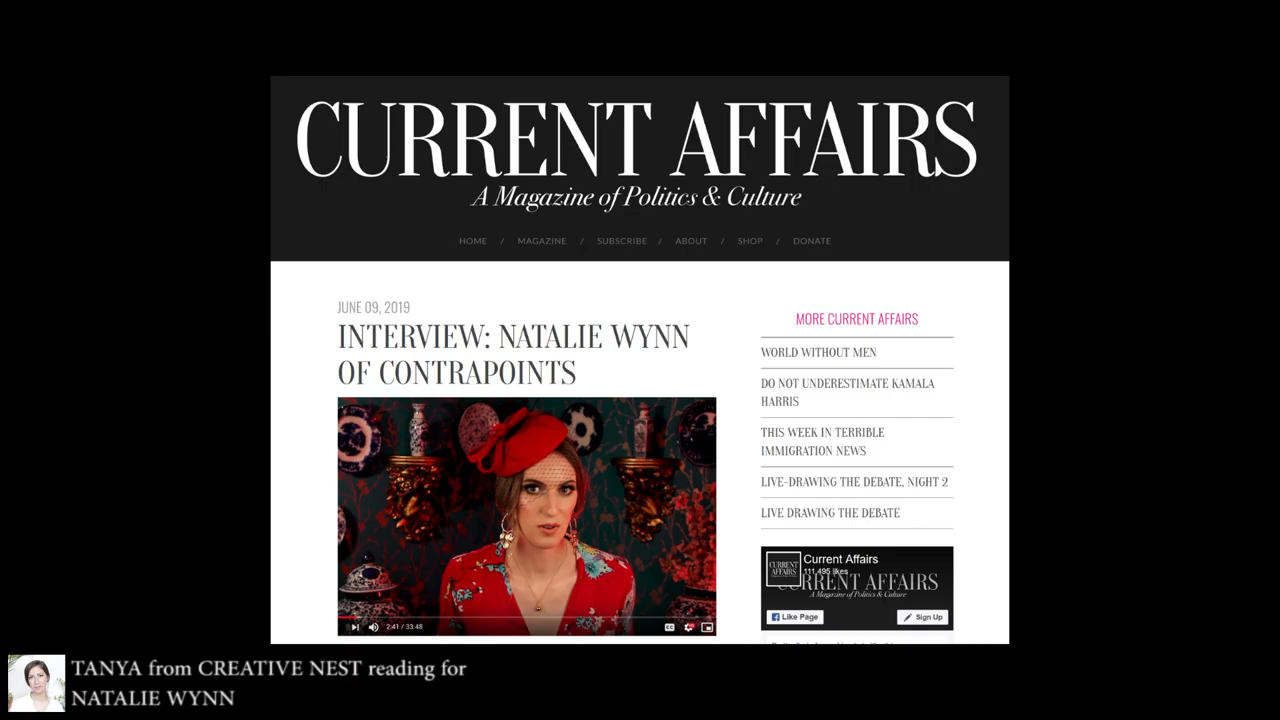 CURRENT AFFAIRS
A Magazine of Politics & Culture
HOME / MAGAZINE / SUBSCRIBE / ABOUT / SHOP / DONATE
JUNE 09, 2019
INTERVIEW: NATALIE WYNN
OF CONTRAPOINTS
2:41 / 33:48
CC
MORE CURRENT AFFAIRS
WORLD WITHOUT MEN
DO NOT UNDERESTIMATE KAMALA
HARRIS
THIS WEEK IN TERRIBLE
IMMIGRATION NEWS
LIVE-DRAWING THE DEBATE, NIGHT 2
LIVE DRAWING THE DEBATE
CURRENT
AFFAIRS
Current Affairs
111,495 likes
CURRENT AFFAIRS
A Magazine of Politics & Culture
Like Page
Sign Up
TANYA from CREATIVE NEST reading for
NATALIE WYNN